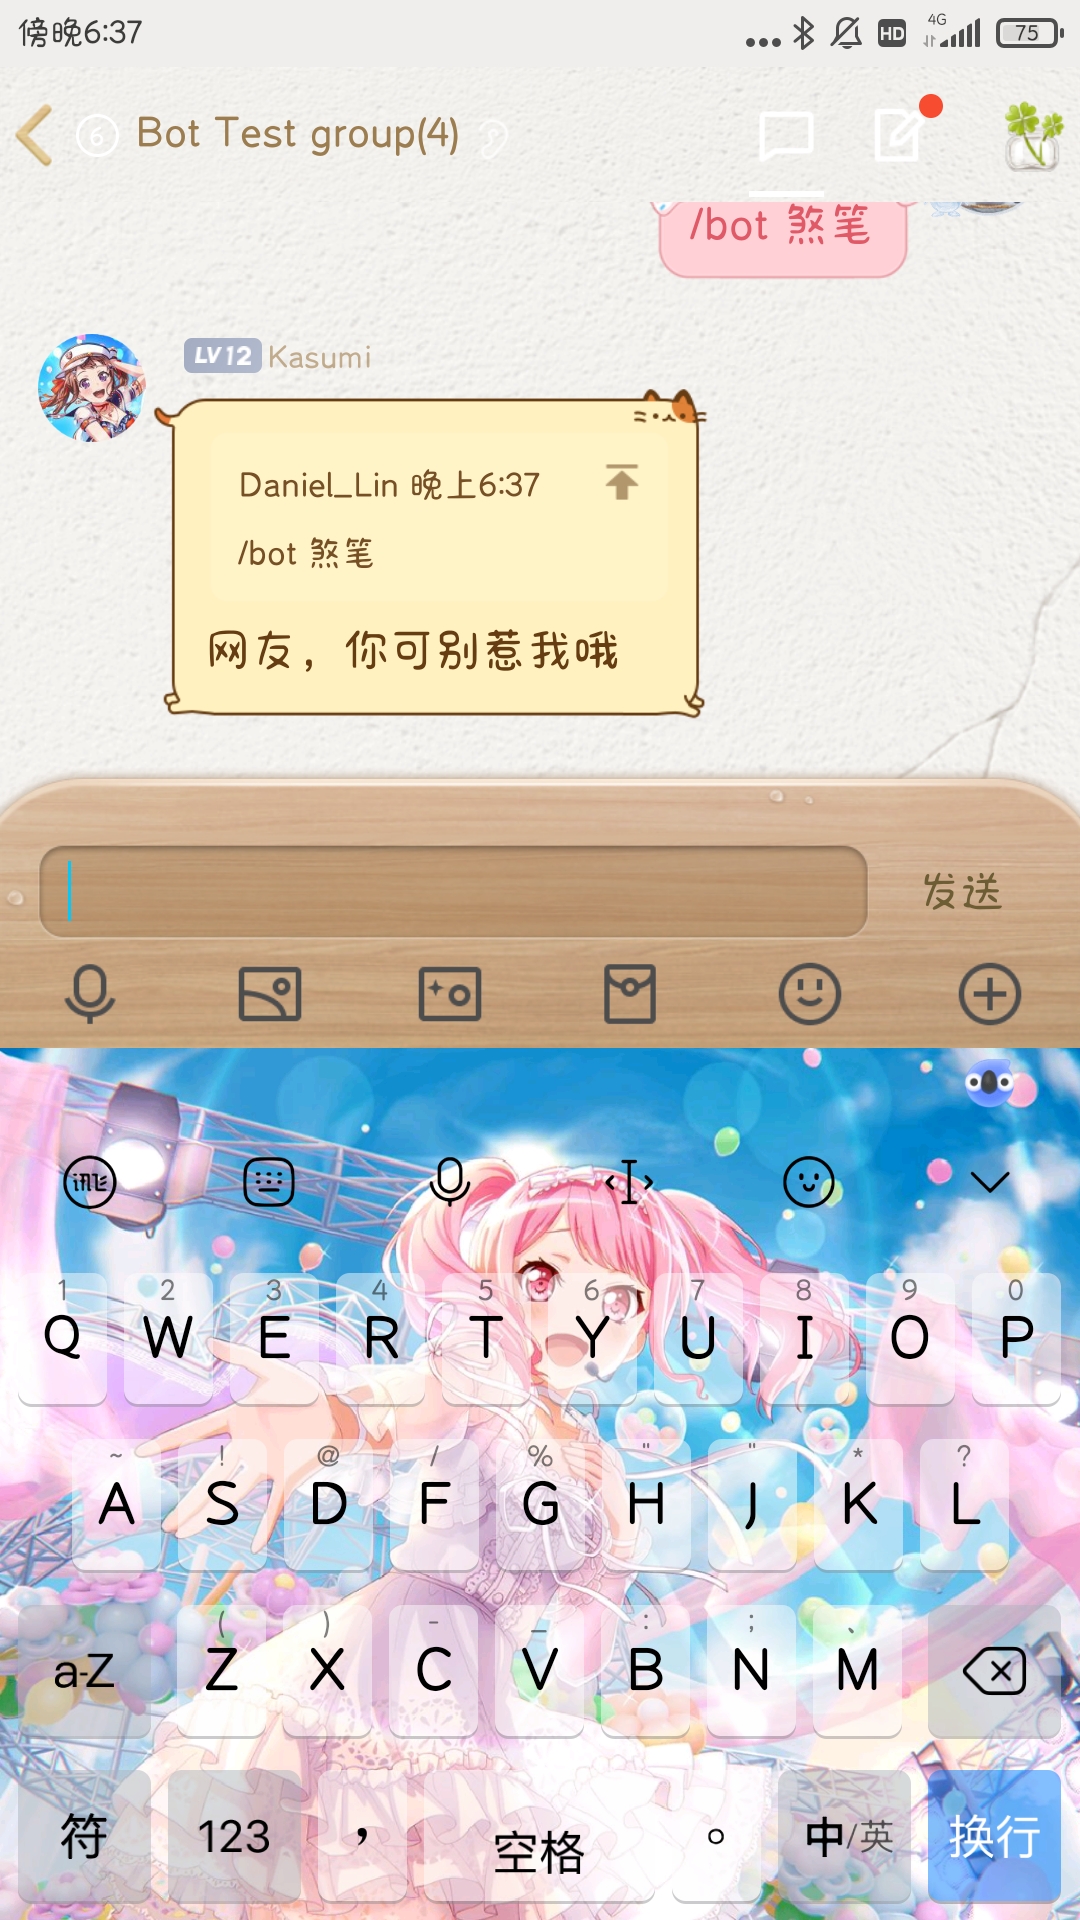 傍晚6:37
HD 4G 75
6 Bot Test group(4)
/bot 煞笔
LV12 Kasumi
Daniel_Lin 晚上6:37
/bot 煞笔
网友，你可别惹我哦
发送
1 2 3 4 5 6 7 8 9 0
Q W E R T Y U I O P
~ ! @ / % " " * ?
A S D F G H J K L
( ) - _ : ; 、
a-Z Z X C V B N M
符 123 ， 空格 。 中/英 换行